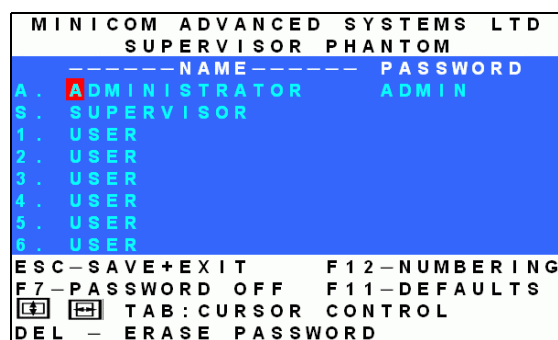 MINICOM ADVANCED SYSTEMS LTD
SUPERVISOR PHANTOM
------NAME------ PASSWORD
A. ADMINISTRATOR ADMIN
S. SUPERVISOR
1. USER
2. USER
3. USER
4. USER
5. USER
6. USER
ESC-SAVE+EXIT F12-NUMBERING
F7-PASSWORD OFF F11-DEFAULTS
TAB:CURSOR CONTROL
DEL - ERASE PASSWORD